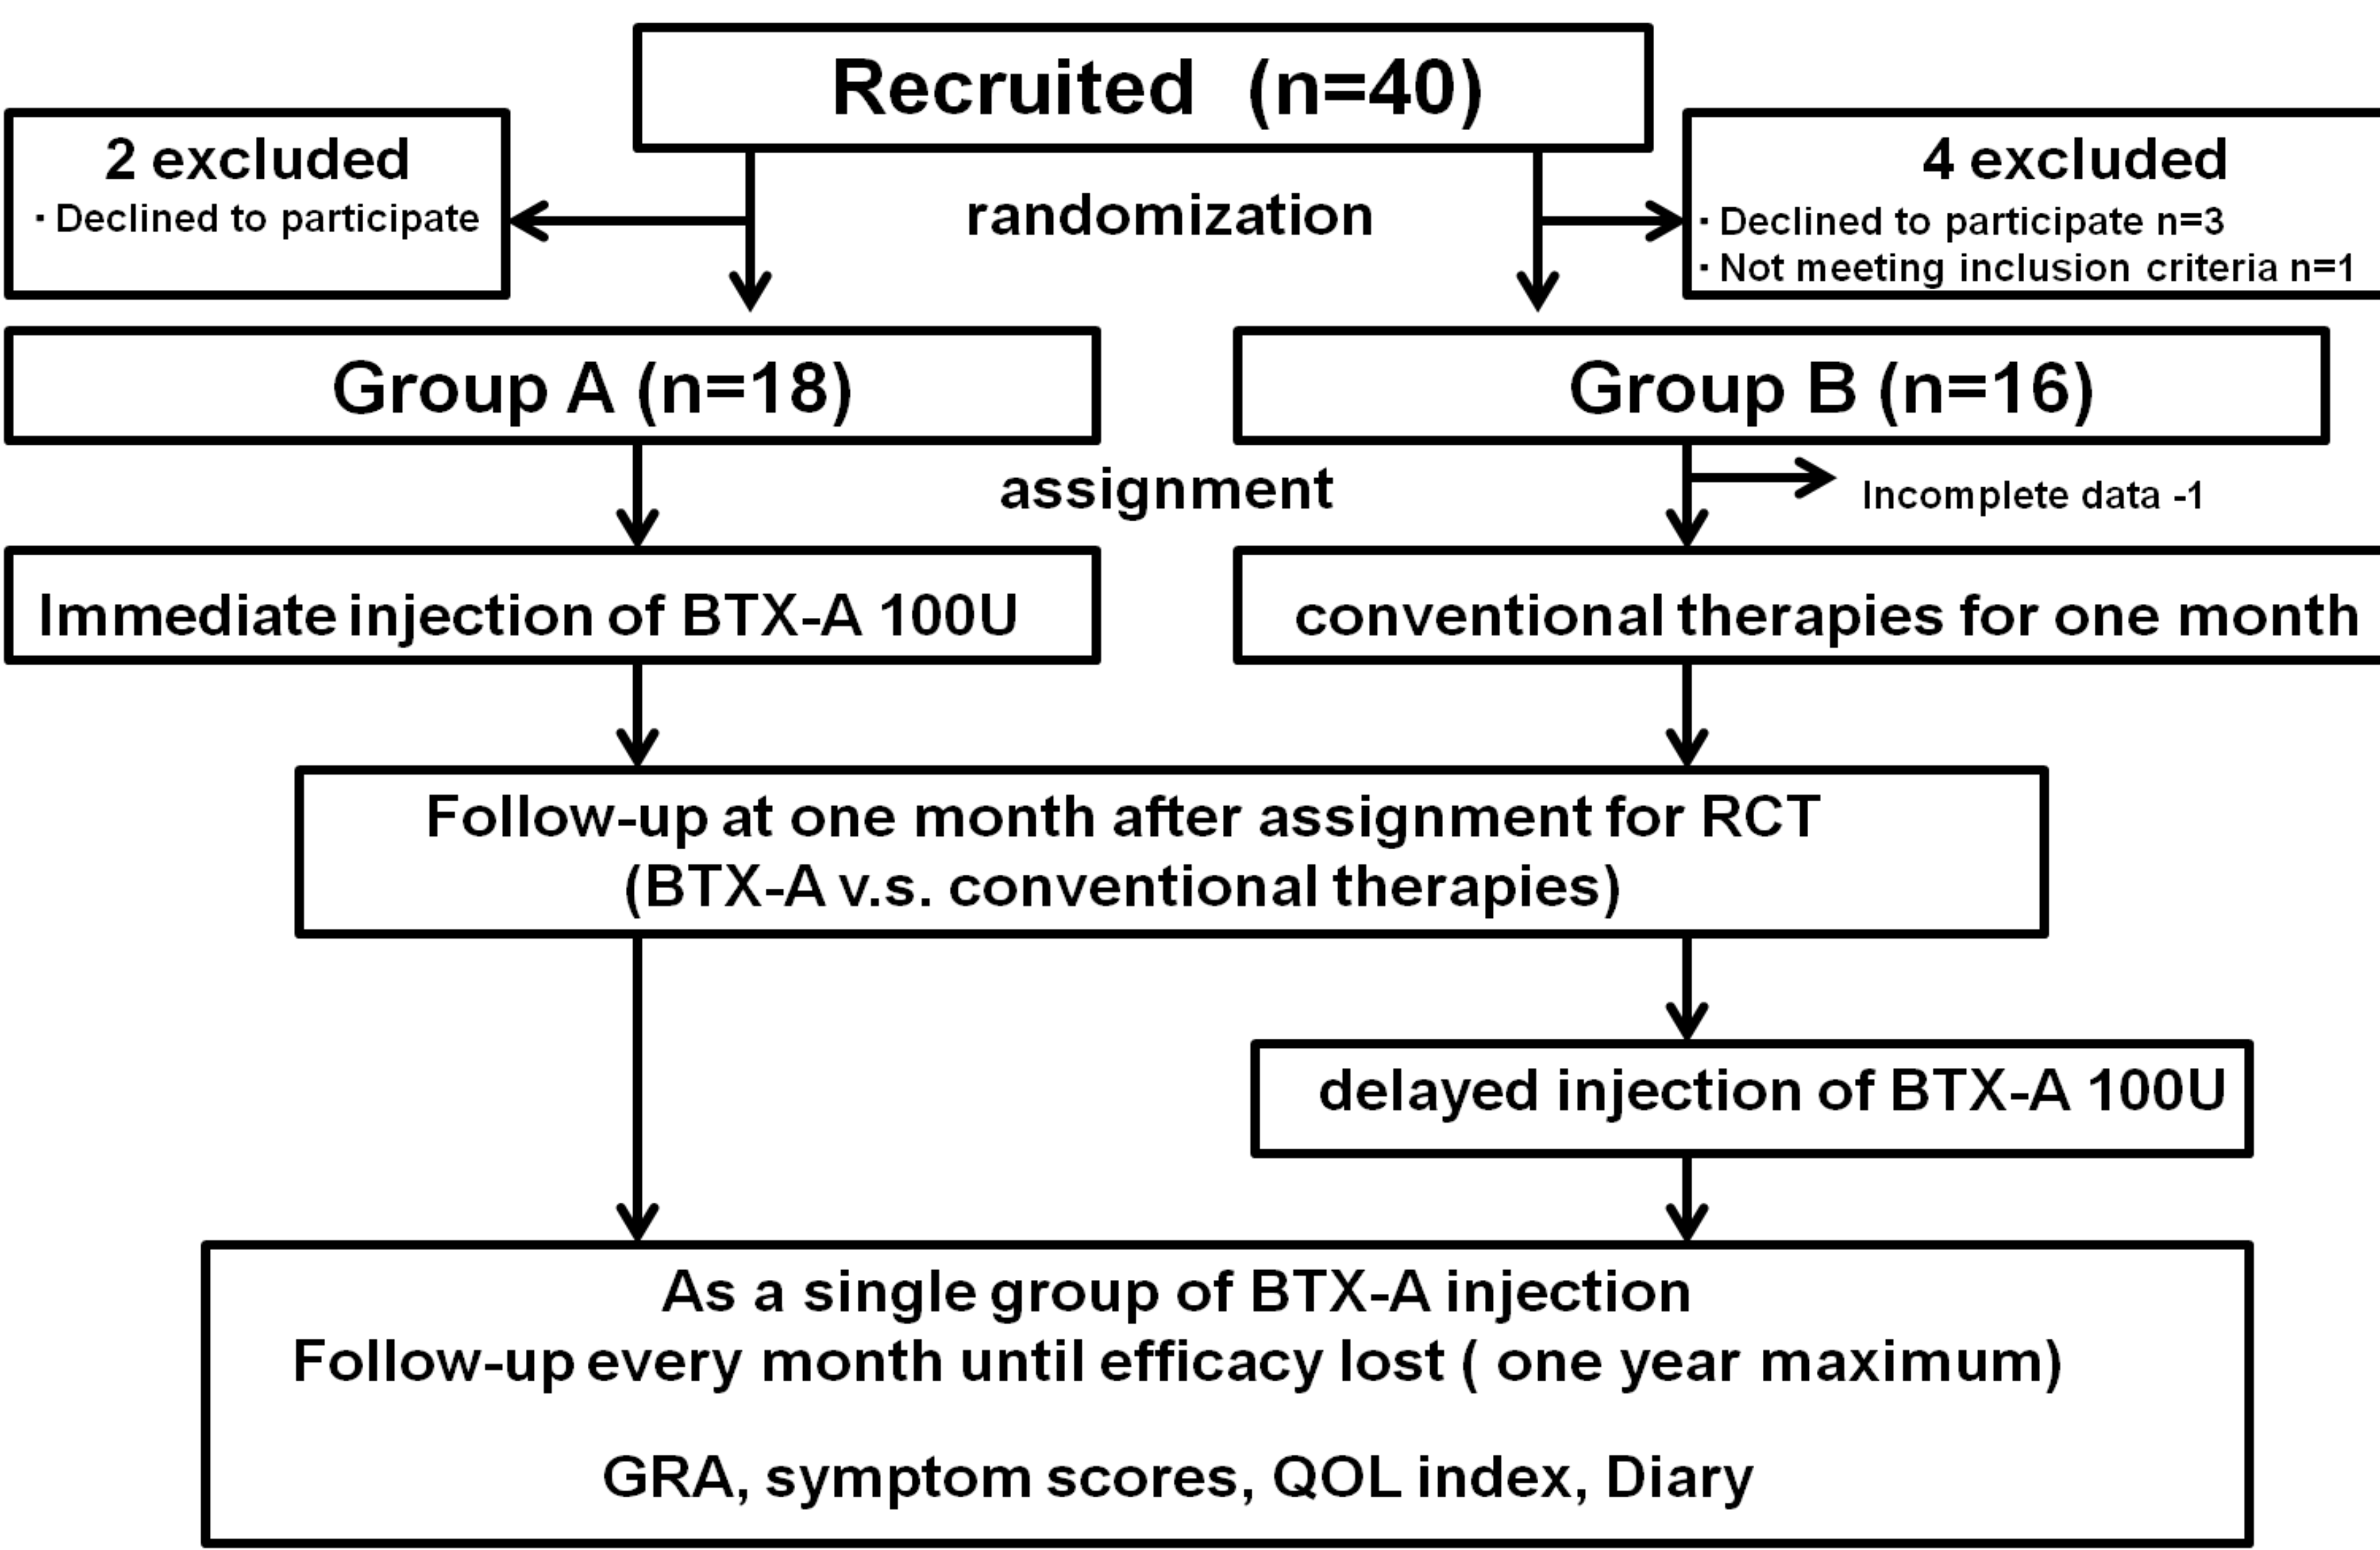 Recruited (n=40)
2 excluded
· Declined to participate
randomization
4 excluded
· Declined to participate n=3
· Not meeting inclusion criteria n=1
Group A (n=18)
Group B (n=16)
assignment
Incomplete data -1
Immediate injection of BTX-A 100U
conventional therapies for one month
Follow-up at one month after assignment for RCT
(BTX-A v.s. conventional therapies)
delayed injection of BTX-A 100U
As a single group of BTX-A injection
Follow-up every month until efficacy lost ( one year maximum)
GRA, symptom scores, QOL index, Diary